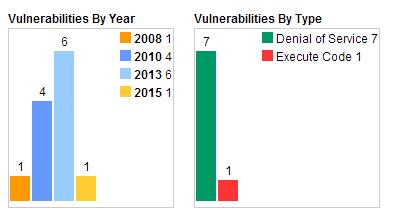 Vulnerabilities By Year
1
4
6
1
2008 1
2010 4
2013 6
2015 1
Vulnerabilities By Type
7
1
Denial of Service 7
Execute Code 1